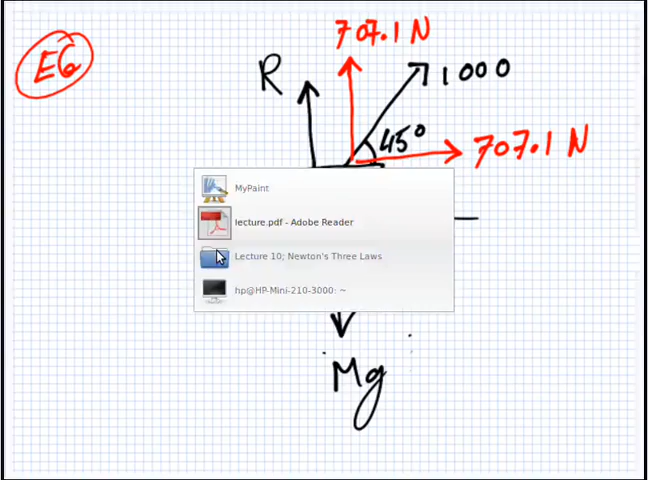 E6
707.1 N
R
1000
45°
707.1 N
MyPaint
lecture.pdf - Adobe Reader
Lecture 10; Newton's Three Laws
hp@HP-Mini-210-3000: ~
Mg